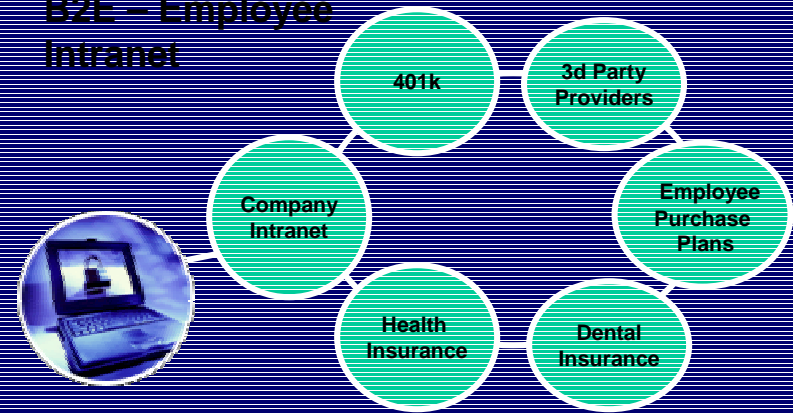 B2E – Employee
Intranet
401k
3d Party
Providers
Company
Intranet
Employee
Purchase
Plans
Health
Insurance
Dental
Insurance